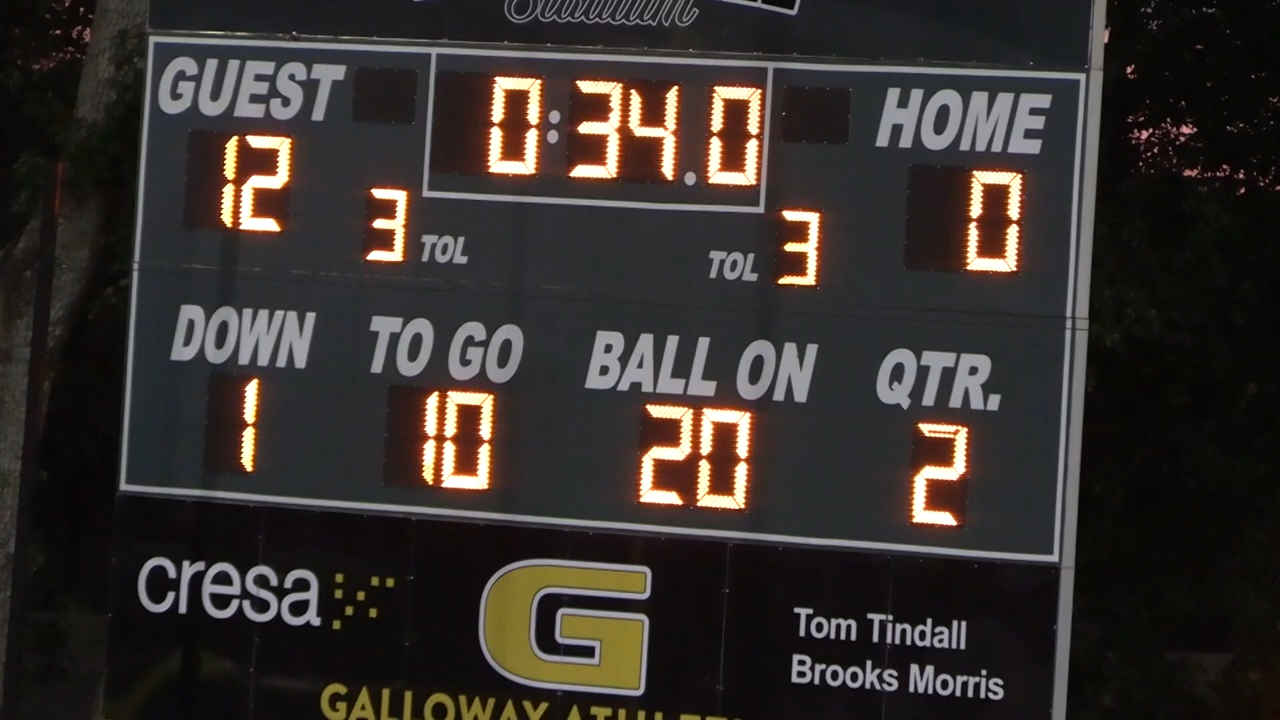 Stadium
GUEST 0:34.0 HOME
12 3 TOL TOL 3 0
DOWN TO GO BALL ON QTR.
1 10 20 2
cresa G Tom Tindall
Brooks Morris
GALLOWAY